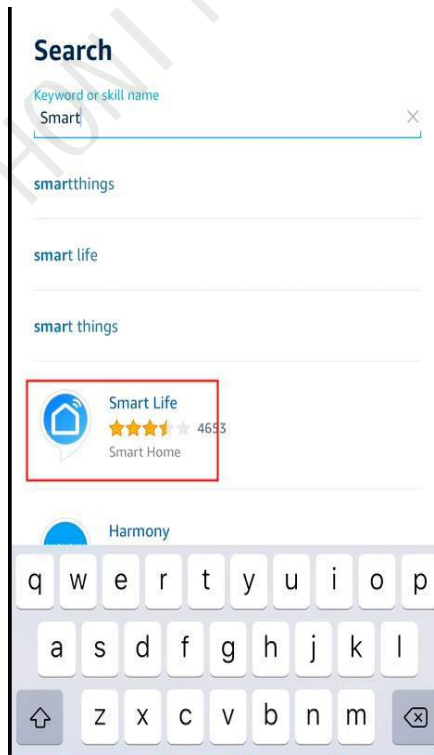 Search
Keyword or skill name
Smart
smartthings
smart life
smart things
Smart Life
4653
Smart Home
Harmony
q w e r t y u i o p
a s d f g h j k l
z x c v b n m